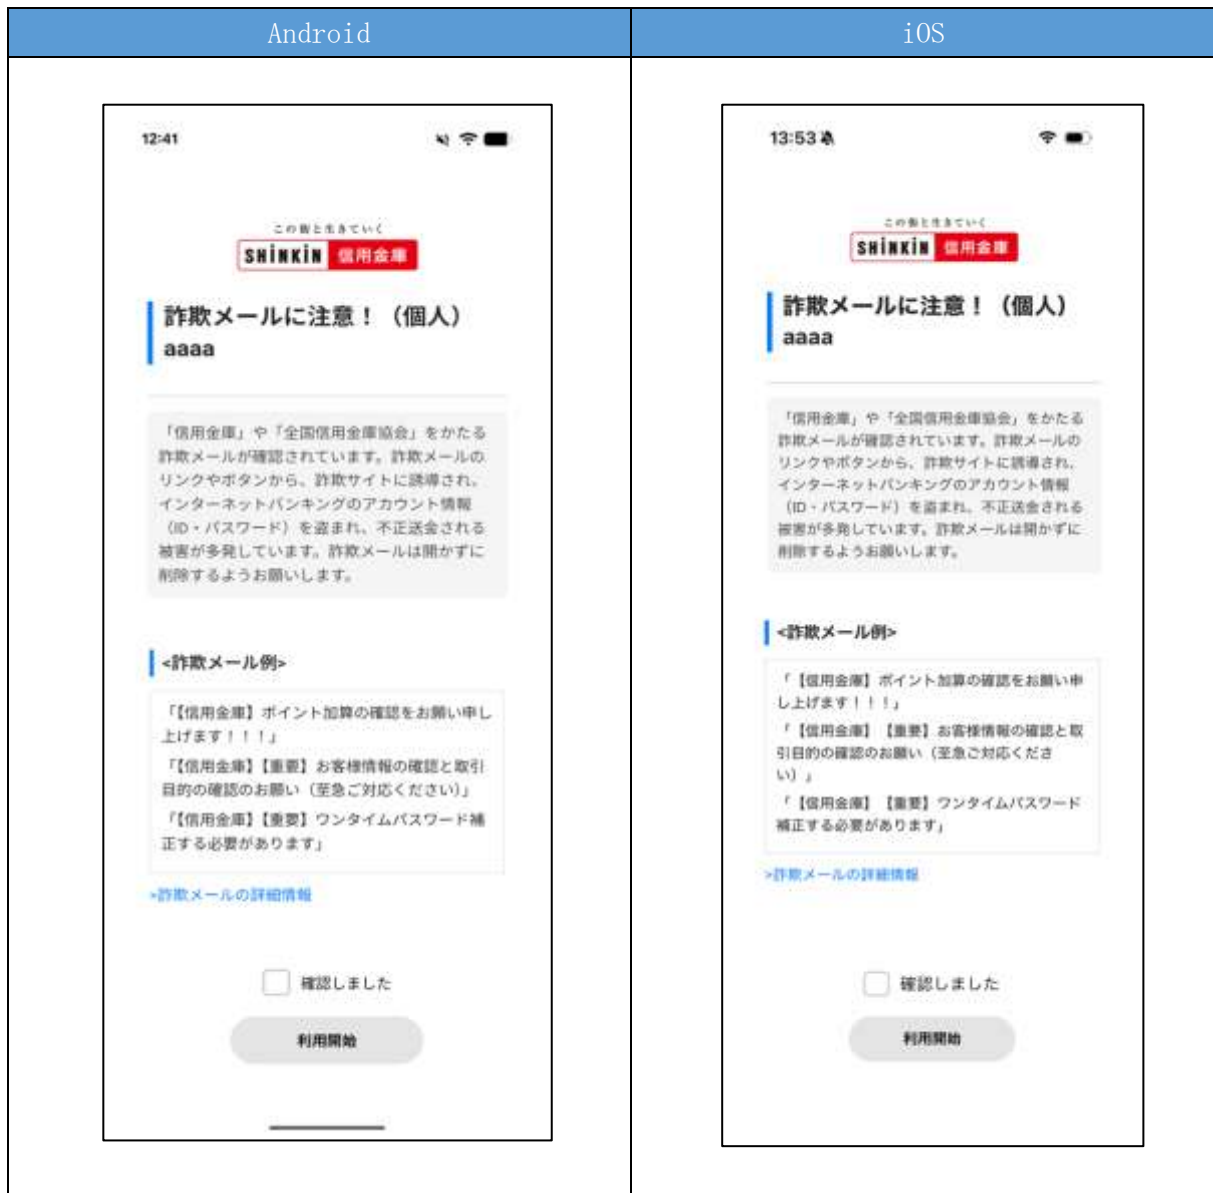 Android
iOS
12:41
この街と生きていく
SHiNKiN 信用金庫
詐欺メールに注意！（個人）
aaaa
「信用金庫」や「全国信用金庫協会」をかたる
詐欺メールが確認されています。詐欺メールの
リンクやボタンから、詐欺サイトに誘導され、
インターネットバンキングのアカウント情報
（ID・パスワード）を盗まれ、不正送金される
被害が多発しています。詐欺メールは開かずに
削除するようお願いします。
<詐欺メール例>
「【信用金庫】ポイント加算の確認をお願い申し
上げます！！！」
「【信用金庫】【重要】お客様情報の確認と取引
目的の確認のお願い（至急ご対応ください）」
「【信用金庫】【重要】ワンタイムパスワード補
正する必要があります」
>詐欺メールの詳細情報
確認しました
利用開始
13:53
この街と生きていく
SHiNKiN 信用金庫
詐欺メールに注意！（個人）
aaaa
「信用金庫」や「全国信用金庫協会」をかたる
詐欺メールが確認されています。詐欺メールの
リンクやボタンから、詐欺サイトに誘導され、
インターネットバンキングのアカウント情報
（ID・パスワード）を盗まれ、不正送金される
被害が多発しています。詐欺メールは開かずに
削除するようお願いします。
<詐欺メール例>
「【信用金庫】ポイント加算の確認をお願い申
し上げます！！！」
「【信用金庫】【重要】お客様情報の確認と取
引目的の確認のお願い（至急ご対応くださ
い）」
「【信用金庫】【重要】ワンタイムパスワード
補正する必要があります」
>詐欺メールの詳細情報
確認しました
利用開始